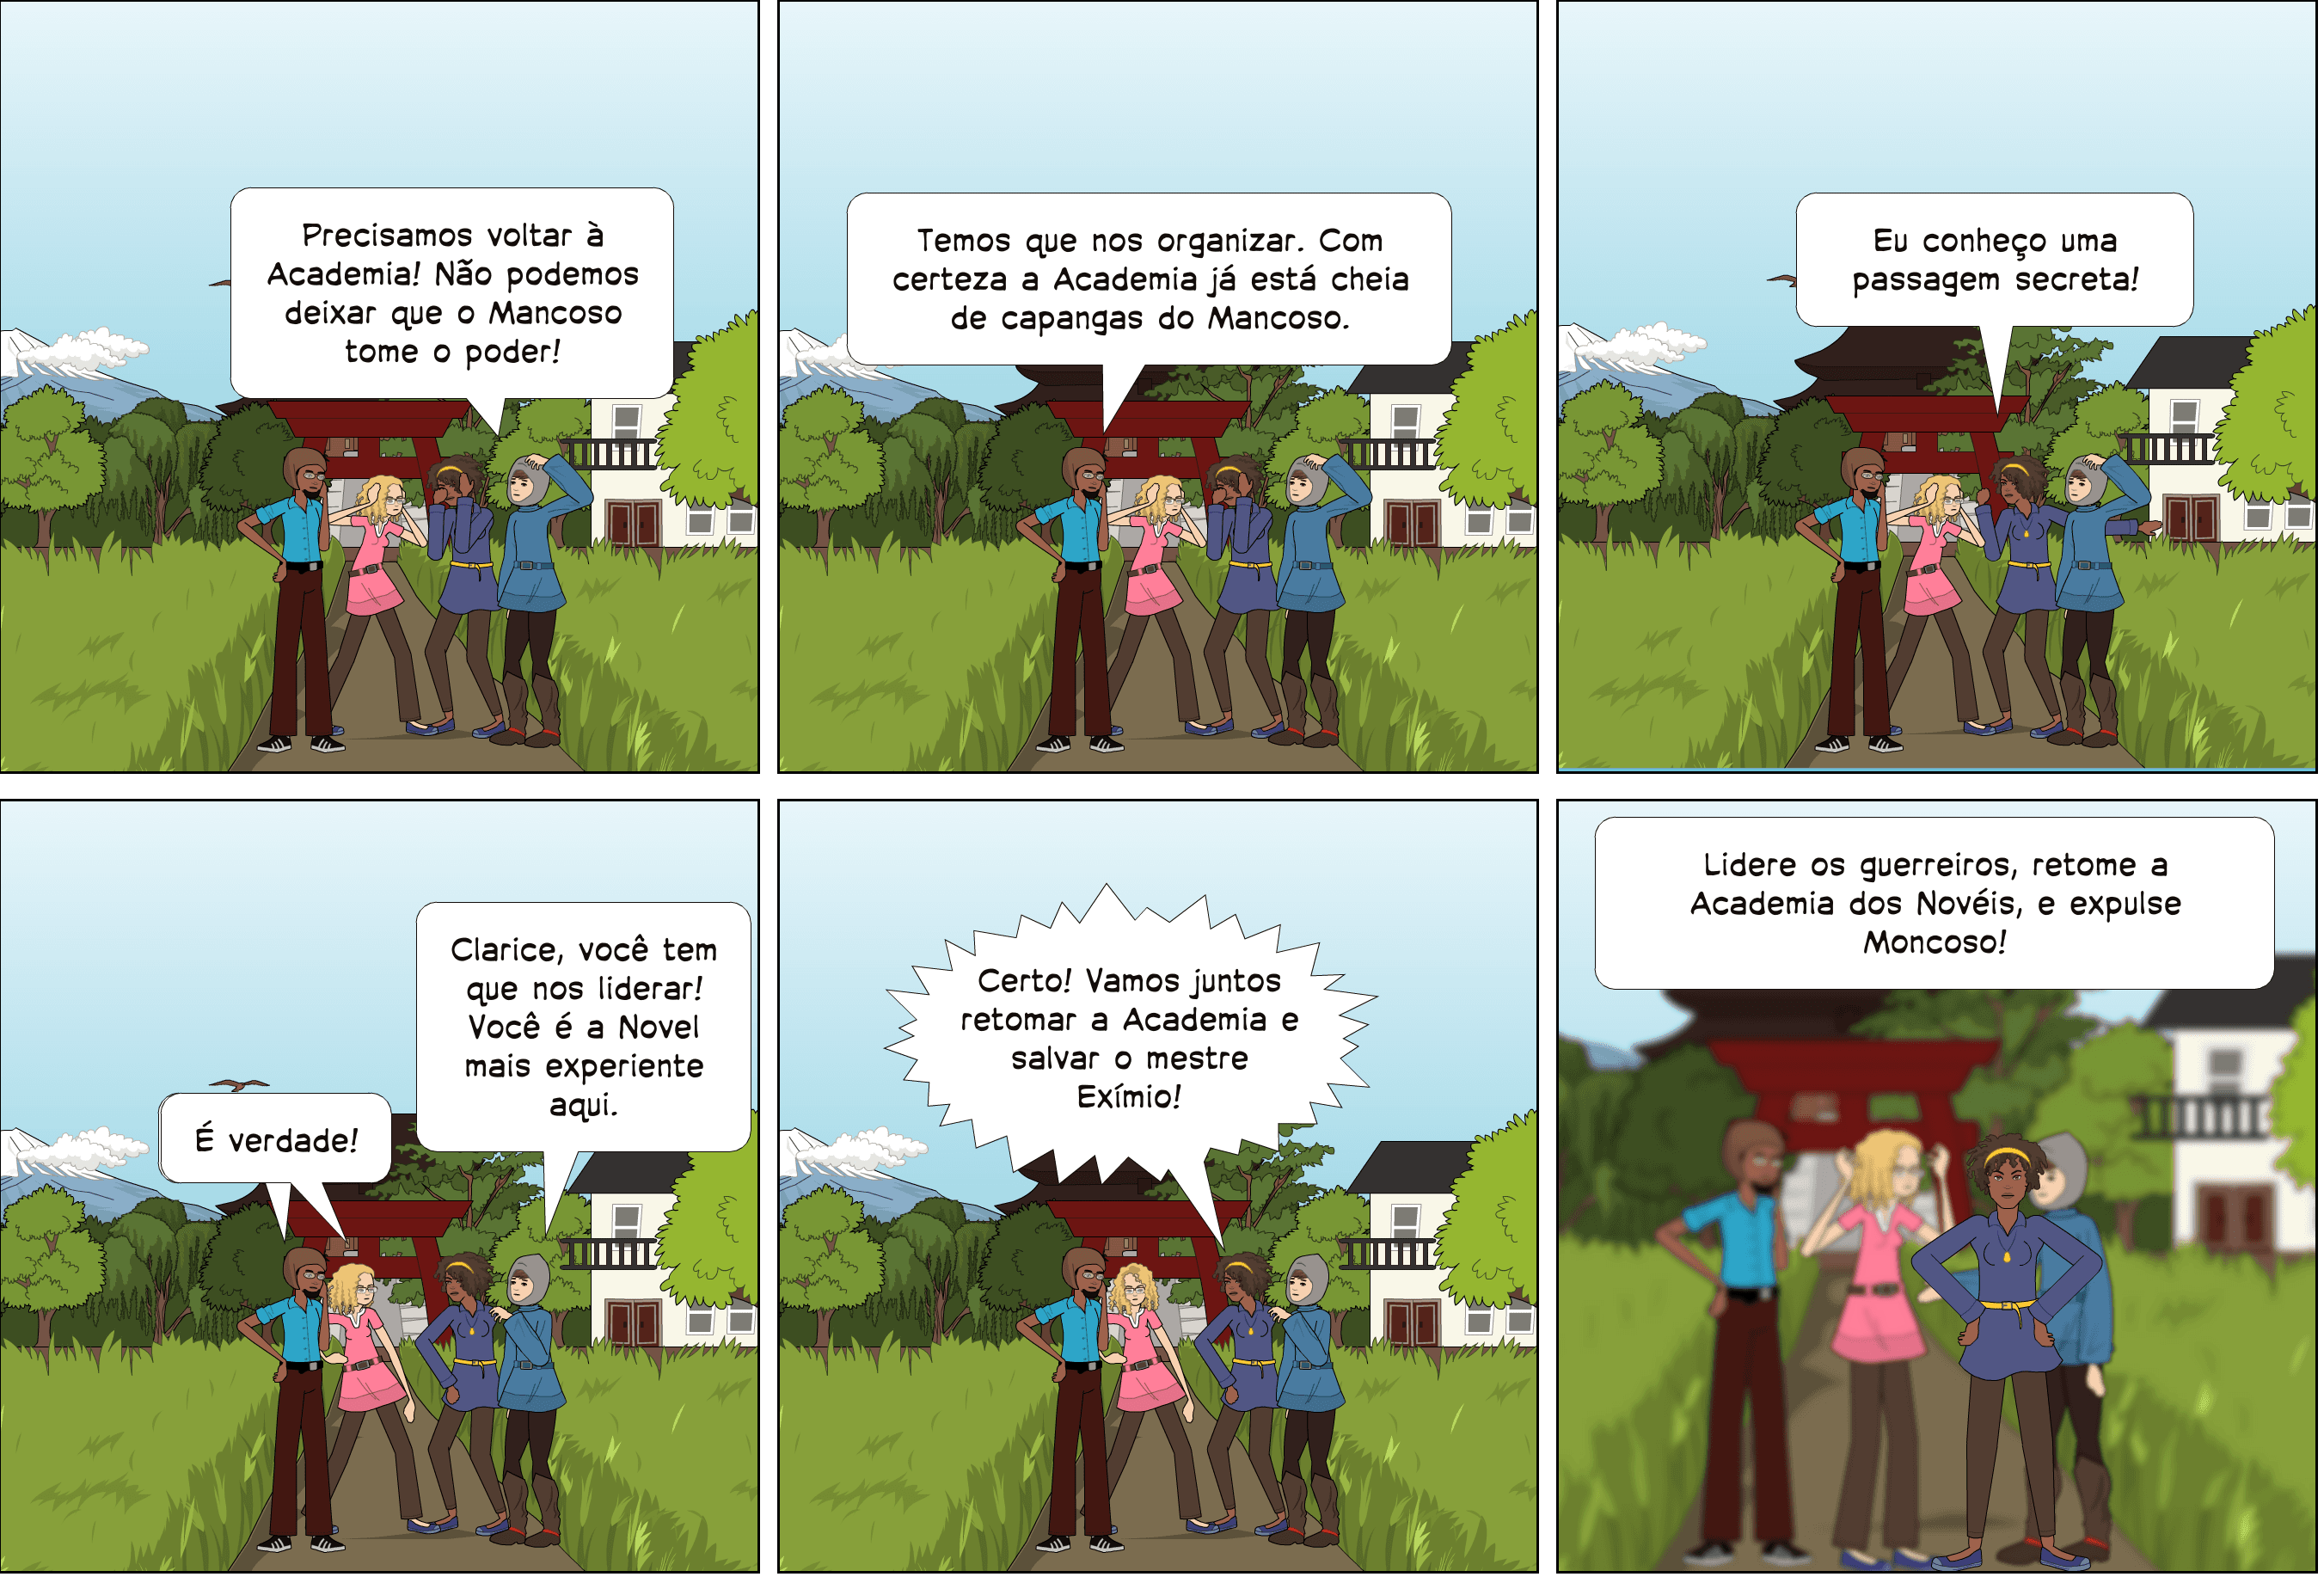 Precisamos voltar à
Academia! Não podemos
deixar que o Mancoso
tome o poder!
Temos que nos organizar. Com
certeza a Academia já está cheia
de capangas do Mancoso.
Eu conheço uma
passagem secreta!
Clarice, você tem
que nos liderar!
Você é a Novel
mais experiente
aqui.
É verdade!
Certo! Vamos juntos
retomar a Academia e
salvar o mestre
Exímio!
Lidere os guerreiros, retome a
Academia dos Novéis, e expulse
Moncoso!